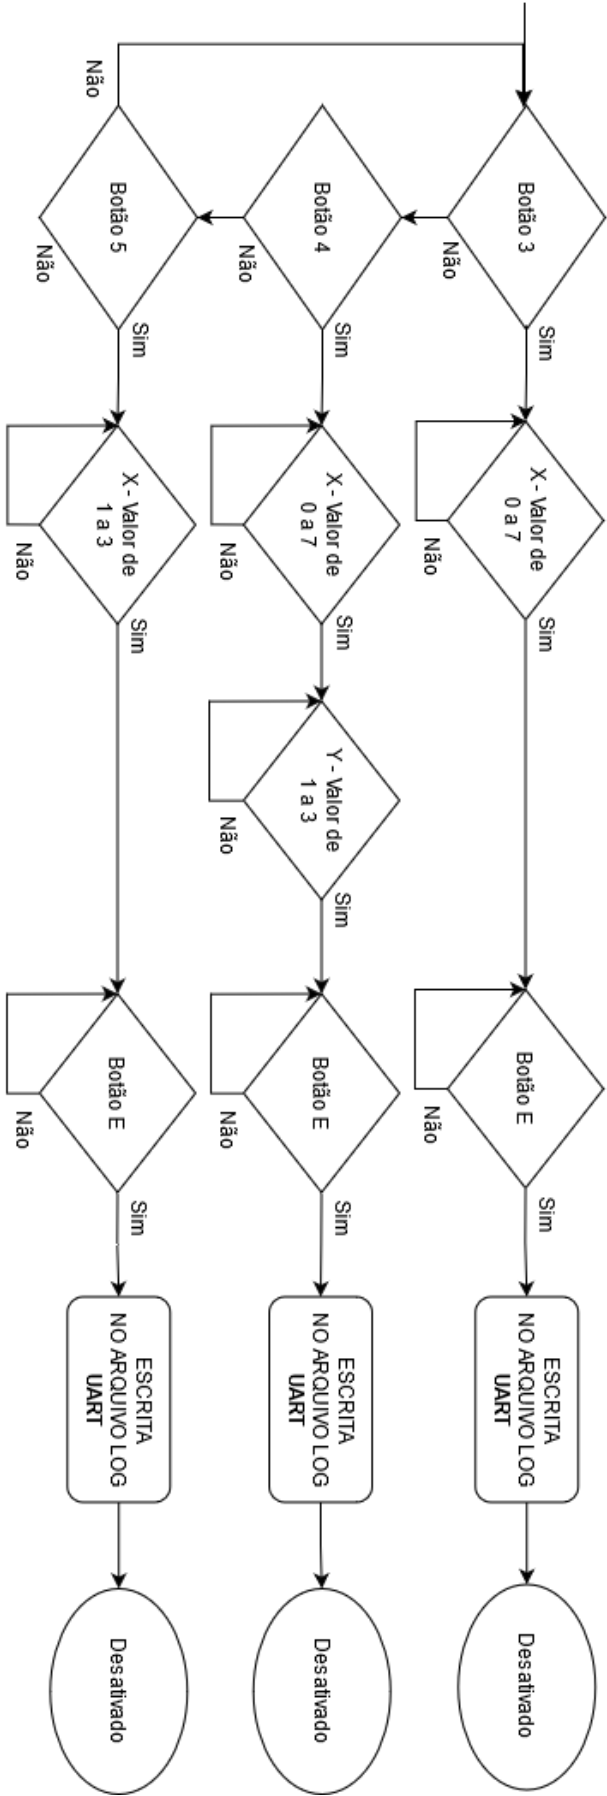 Botão 3
Sim
Não
X - Valor de
0 a 7
Sim
Não
Botão E
Sim
Não
ESCRITA
NO ARQUIVO LOG
UART
Desativado
Botão 4
Sim
Não
X - Valor de
0 a 7
Sim
Não
Y - Valor de
1 a 3
Sim
Não
Botão E
Sim
Não
ESCRITA
NO ARQUIVO LOG
UART
Desativado
Não
Botão 5
Sim
Não
X - Valor de
1 a 3
Sim
Não
Botão E
Sim
Não
ESCRITA
NO ARQUIVO LOG
UART
Desativado